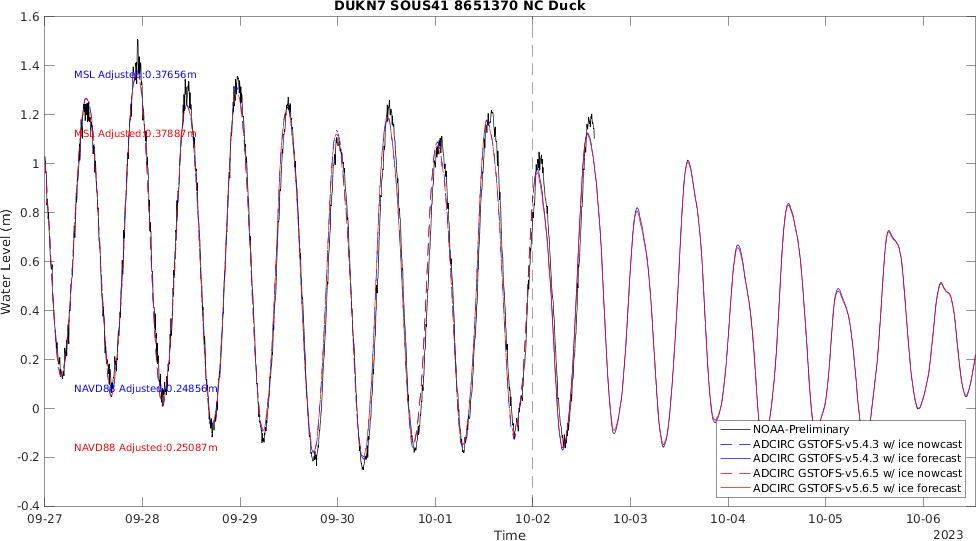 DUKN7 SOUS41 8651370 NC Duck
1.6
1.4
1.2
1
0.8
0.6
0.4
0.2
0
-0.2
-0.4
Water Level (m)
MSL Adjusted:0.37656m
MSL Adjusted:0.37887m
NAVD88 Adjusted:0.24856m
NAVD88 Adjusted:0.25087m
NOAA-Preliminary
ADCIRC GSTOFS-v5.4.3 w/ ice nowcast
ADCIRC GSTOFS-v5.4.3 w/ ice forecast
ADCIRC GSTOFS-v5.6.5 w/ ice nowcast
ADCIRC GSTOFS-v5.6.5 w/ ice forecast
09-27 09-28 09-29 09-30 10-01 10-02 10-03 10-04 10-05 10-06
Time
2023